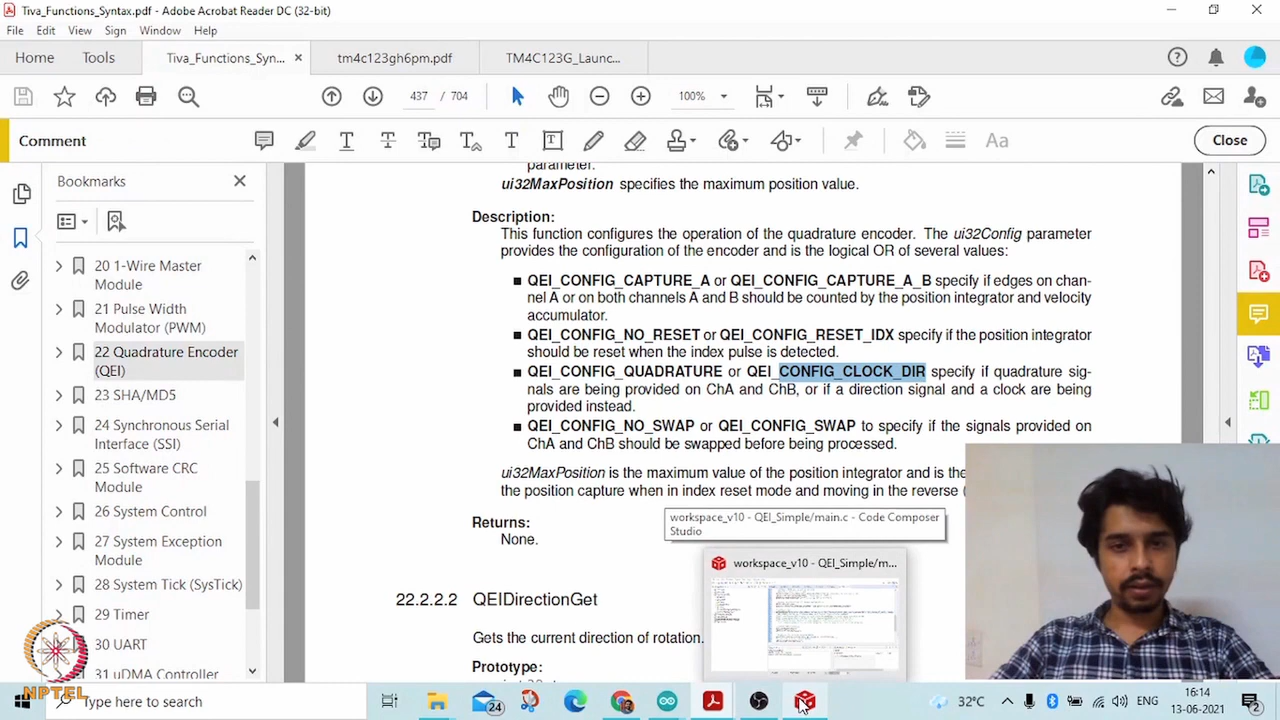 Tiva_Functions_Syntax.pdf - Adobe Acrobat Reader DC (32-bit)
File Edit View Sign Window Help
Home Tools Tiva_Functions_Syn... × tm4c123gh6pm.pdf TM4C123G_Launc...
437 / 704 100%
Comment Close
Bookmarks
20 1-Wire Master
Module
21 Pulse Width
Modulator (PWM)
22 Quadrature Encoder
(QEI)
23 CIH/MD5
24 Synchronous Serial
Interface (SSI)
25 Software CRC
Module
26 System Control
27 System Exception
Module
28 System Tick (SysTick)
29 Timer
30 UART
MA Controller
parameter.
ui32MaxPosition specifies the maximum position value.
Description:
This function configures the operation of the quadrature encoder. The ui32Config parameter
provides the configuration of the encoder and is the logical OR of several values:
■ QEI_CONFIG_CAPTURE_A or QEI_CONFIG_CAPTURE_A_B specify if edges on chan-
nel A or on both channels A and B should be counted by the position integrator and velocity
accumulator.
■ QEI_CONFIG_NO_RESET or QEI_CONFIG_RESET_IDX specify if the position integrator
should be reset when the index pulse is detected.
■ QEI_CONFIG_QUADRATURE or QEI_CONFIG_CLOCK_DIR specify if quadrature sig-
nals are being provided on ChA and ChB, or if a direction signal and a clock are being
provided instead.
■ QEI_CONFIG_NO_SWAP or QEI_CONFIG_SWAP to specify if the signals provided on
ChA and ChB should be swapped before being processed.
ui32MaxPosition is the maximum value of the position integrator and is the
the position capture when in index reset mode and moving in the reverse (
Returns:
None.
workspace_v10 - QEI_Simple/main.c - Code Composer
Studio
workspace_v10 - QEI_Simple/m...
22.2.2.2 QEIDirectionGet
Gets the current direction of rotation.
Prototype:
NPTEL
Type here to search
24
32°C ENG
16:14
13-06-2021
2